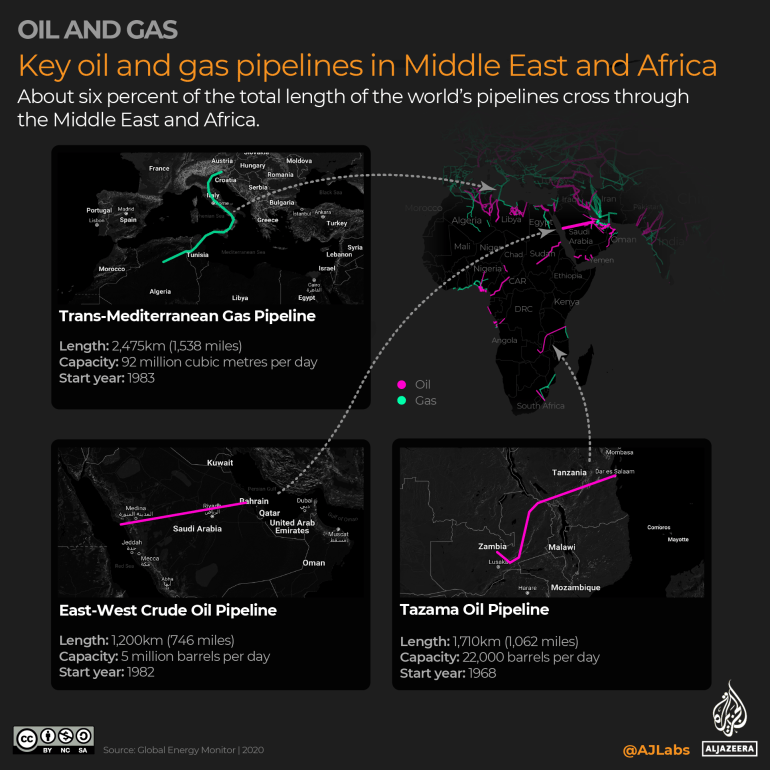 OIL AND GAS
Key oil and gas pipelines in Middle East and Africa
About six percent of the total length of the world's pipelines cross through
the Middle East and Africa.
Austria
Moldova
France
Hungary
Croatia
Romania
Italy
Serbia
Black Sea
Bulgaria
Portugal
Madrid
Rome
Istanbul
Ankara
Lisbon
Spain
Greece
Turkey
Tunisia
Mediterranean Sea
Syria
Lebanon
Morocco
Israel
Algeria
Cairo
القاهرة
Libya
Egypt
Trans-Mediterranean Gas Pipeline
Length: 2,475km (1,538 miles)
Capacity: 92 million cubic metres per day
Start year: 1983
Morocco
Iran
Algeria
Libya
Egypt
Saudi
Arabia
Oman
Mali
Niger
Chad
Sudan
Yemen
Nigeria
CAR
Ethiopia
Kenya
DRC
Angola
South Africa
Oil
Gas
Kuwait
Persian Gulf
Medina
المدينة المنورة
Riyadh
الرياض
Bahrain
Dubai
دبي
Qatar
Saudi Arabia
United Arab
Emirates
Muscat
مسقط
Jeddah
جدة
Mecca
مكة
Oman
Red Sea
Abha
أبها
East-West Crude Oil Pipeline
Length: 1,200km (746 miles)
Capacity: 5 million barrels per day
Start year: 1982
Mombasa
Tanzania
Dar es Salaam
Comoros
Mayotte
Zambia
Malawi
Lusaka
Harare
Mozambique
Tazama Oil Pipeline
Length: 1,710km (1,062 miles)
Capacity: 22,000 barrels per day
Start year: 1968
cc
BY NC SA
Source: Global Energy Monitor | 2020
@AJLabs
ALJAZEERA